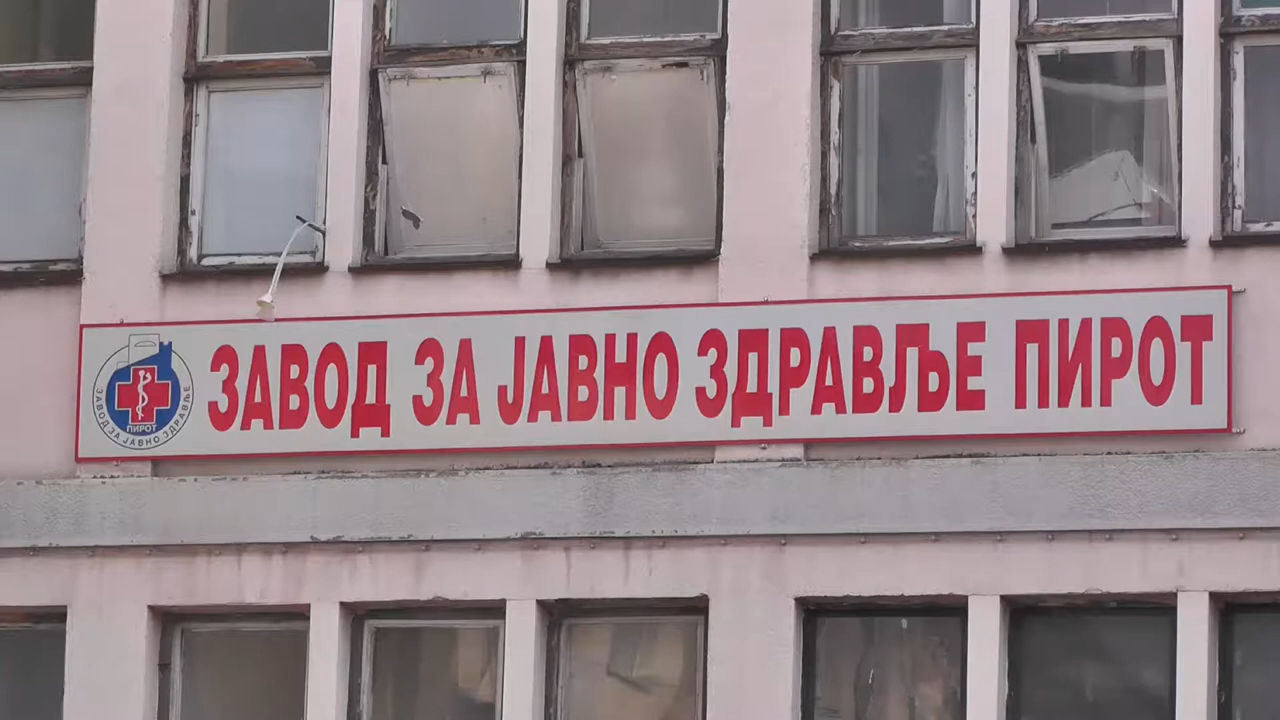 ЗАВОД ЗА ЈАВНО ЗДРАВЉЕ ПИРОТ
ПИРОТ
ЗАВОД ЗА ЈАВНО ЗДРАВЉЕ